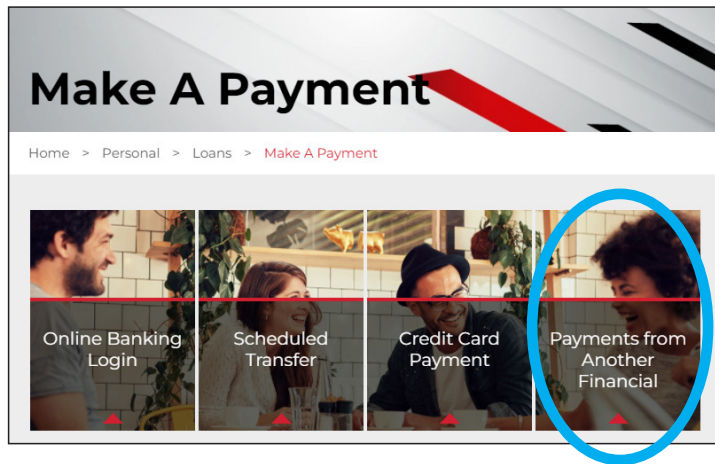 Make A Payment
Home > Personal > Loans > Make A Payment
Online Banking
Login
Scheduled
Transfer
Credit Card
Payment
Payments from
Another
Financial